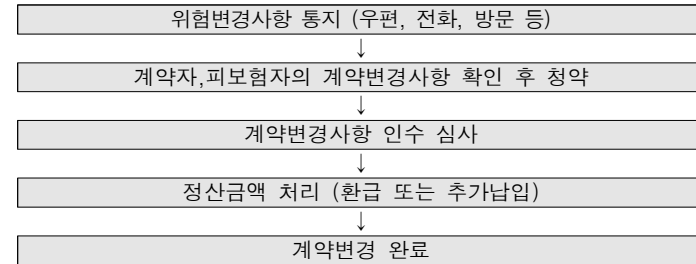 위험변경사항 통지 (우편, 전화, 방문 등)
↓
계약자,피보험자의 계약변경사항 확인 후 청약
↓
계약변경사항 인수 심사
↓
정산금액 처리 (환급 또는 추가납입)
↓
계약변경 완료